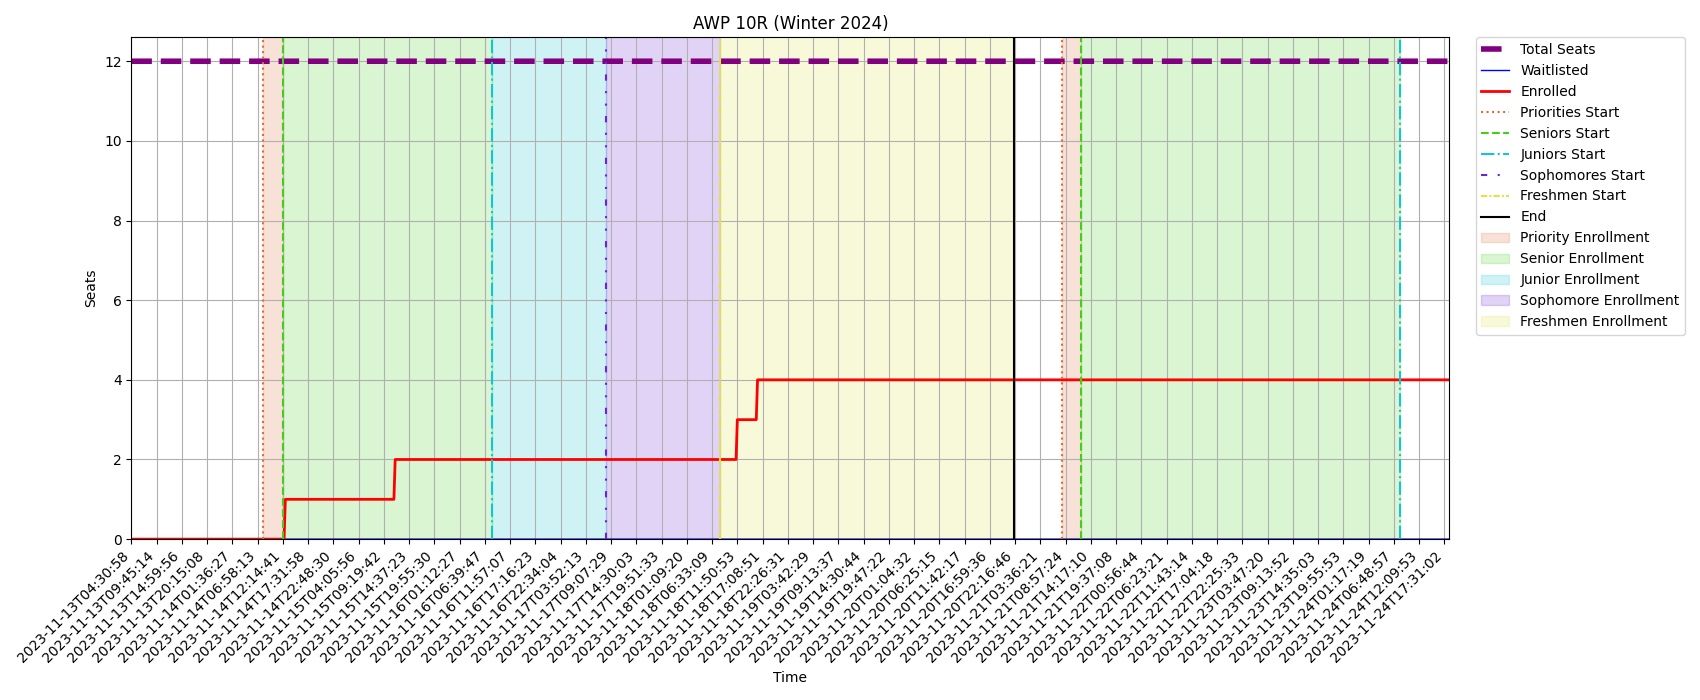 AWP 10R (Winter 2024)
Seats
12
10
8
6
4
2
0
2023-11-13T04:30:58
2023-11-13T09:45:14
2023-11-13T14:59:56
2023-11-13T20:15:08
2023-11-14T01:36:27
2023-11-14T06:58:13
2023-11-14T12:14:41
2023-11-14T17:31:58
2023-11-14T22:48:30
2023-11-15T04:05:56
2023-11-15T09:19:42
2023-11-15T14:37:23
2023-11-15T19:55:30
2023-11-16T01:12:27
2023-11-16T06:39:47
2023-11-16T11:57:07
2023-11-16T17:16:23
2023-11-16T22:34:04
2023-11-17T03:52:13
2023-11-17T09:07:29
2023-11-17T14:30:03
2023-11-17T19:51:33
2023-11-18T01:09:20
2023-11-18T06:33:09
2023-11-18T11:50:53
2023-11-18T17:08:51
2023-11-18T22:26:31
2023-11-19T03:42:29
2023-11-19T09:13:37
2023-11-19T14:30:44
2023-11-19T19:47:22
2023-11-20T01:04:32
2023-11-20T06:25:15
2023-11-20T11:42:17
2023-11-20T16:59:36
2023-11-20T22:16:46
2023-11-21T03:36:21
2023-11-21T08:57:24
2023-11-21T14:17:10
2023-11-21T19:37:08
2023-11-22T00:56:44
2023-11-22T06:23:21
2023-11-22T11:43:14
2023-11-22T17:04:18
2023-11-22T22:25:33
2023-11-23T03:47:20
2023-11-23T09:13:52
2023-11-23T14:35:03
2023-11-23T19:55:53
2023-11-24T01:17:19
2023-11-24T06:48:57
2023-11-24T12:09:53
2023-11-24T17:31:02
Time
Total Seats
Waitlisted
Enrolled
Priorities Start
Seniors Start
Juniors Start
Sophomores Start
Freshmen Start
End
Priority Enrollment
Senior Enrollment
Junior Enrollment
Sophomore Enrollment
Freshmen Enrollment